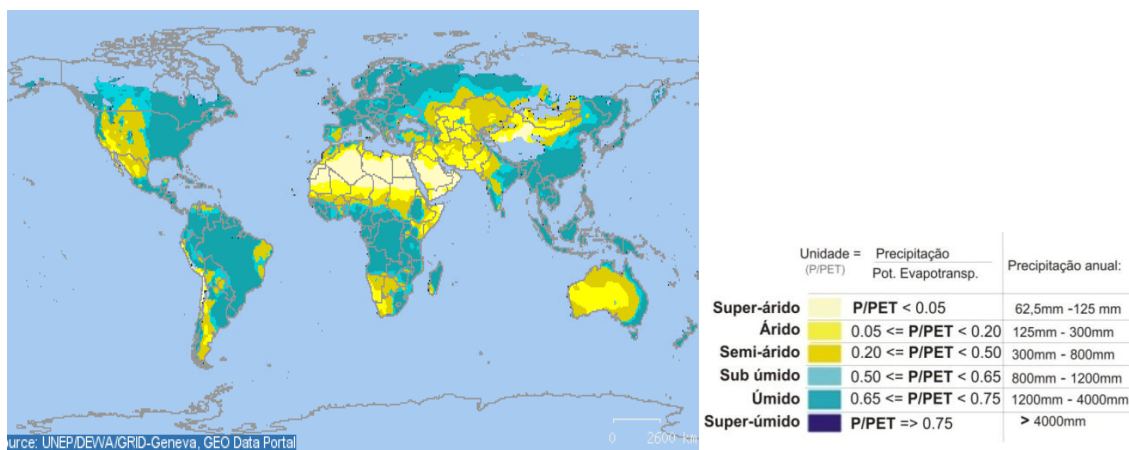 Unidade = Precipitação Precipitação anual:
(P/PET) Pot. Evapotransp.
Super-árido P/PET < 0.05 62,5mm -125 mm
Árido 0.05 <= P/PET < 0.20 125mm - 300mm
Semi-árido 0.20 <= P/PET < 0.50 300mm - 800mm
Sub úmido 0.50 <= P/PET < 0.65 800mm - 1200mm
Úmido 0.65 <= P/PET < 0.75 1200mm - 4000mm
Super-úmido P/PET => 0.75 > 4000mm
0 2600 km
ource: UNEP/DEWA/GRID-Geneva, GEO Data Portal